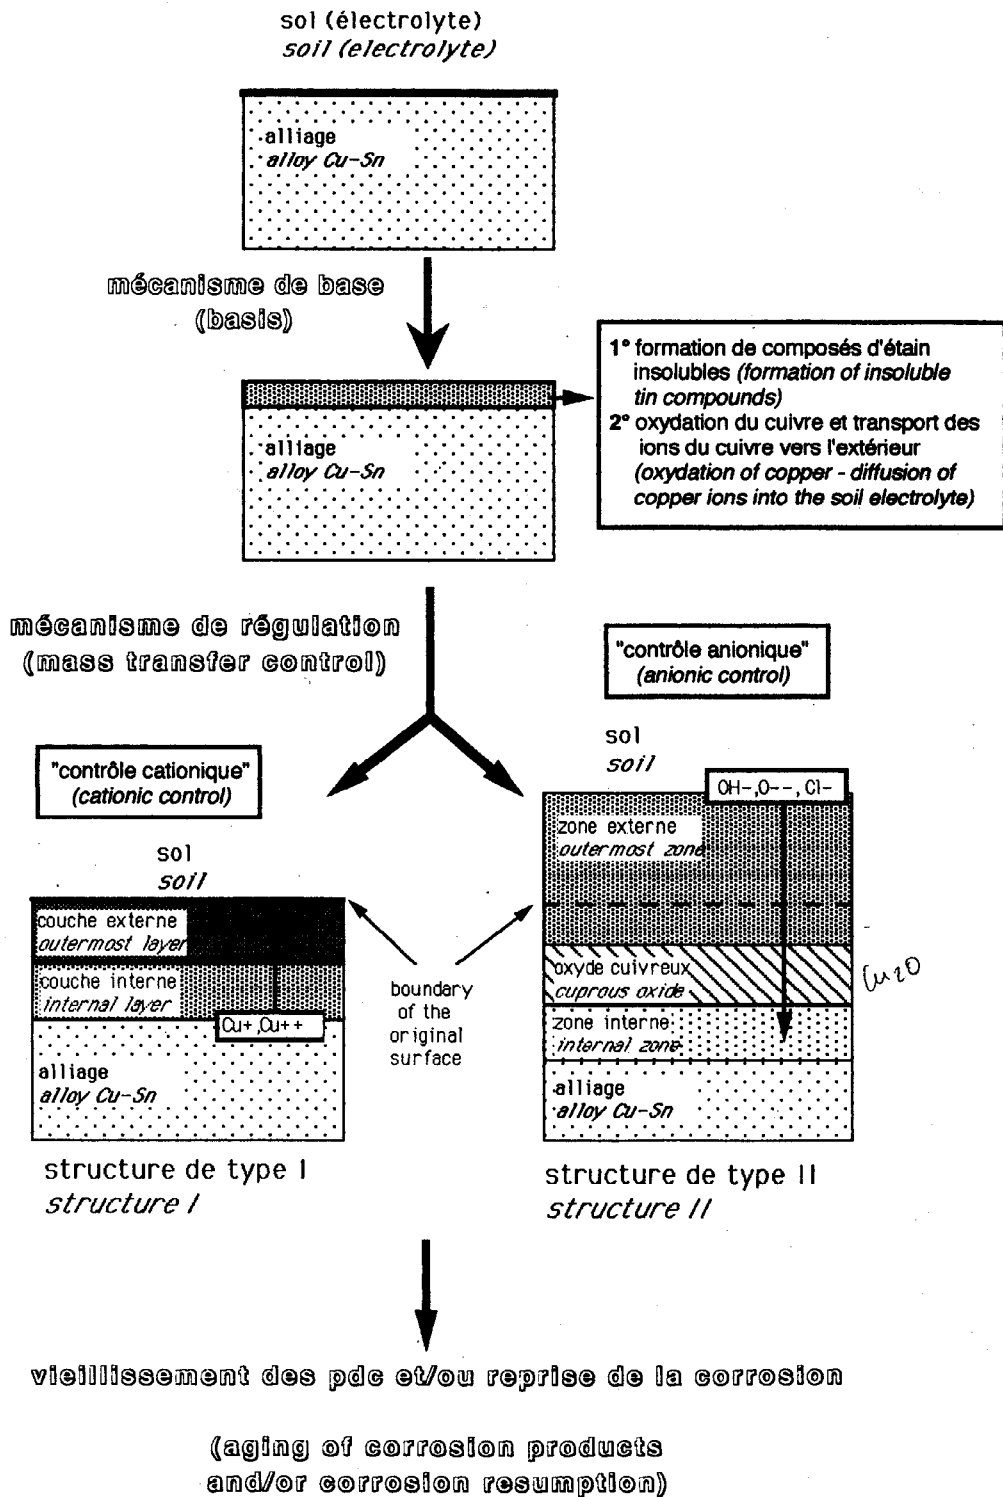 sol (électrolyte)
soil (electrolyte)
alliage
alloy Cu-Sn
mécanisme de base
(basis)
1° formation de composés d'étain
insolubles (formation of insoluble
tin compounds)
2° oxydation du cuivre et transport des
ions du cuivre vers l'extérieur
(oxydation of copper - diffusion of
copper ions into the soil electrolyte)
alliage
alloy Cu-Sn
mécanisme de régulation
(mass transfer control)
"contrôle anionique"
(anionic control)
sol
soil
"contrôle cationique"
(cationic control)
OH-,O--, Cl-
zone externe
outermost zone
sol
soil
couche externe
outermost layer
couche interne
internal layer
Cu+,Cu++
alliage
alloy Cu-Sn
boundary
of the
original
surface
oxyde cuivreux
cuprous oxide
Cu2O
zone interne
internal zone
alliage
alloy Cu-Sn
structure de type I
structure I
structure de type II
structure II
vieillissement des pdc et/ou reprise de la corrosion
(aging of corrosion products
and/or corrosion resumption)